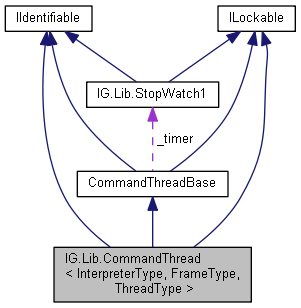 IIdentifiable
ILockable
IG.Lib.StopWatch1
_timer
CommandThreadBase
IG.Lib.CommandThread
< InterpreterType, FrameType,
ThreadType >